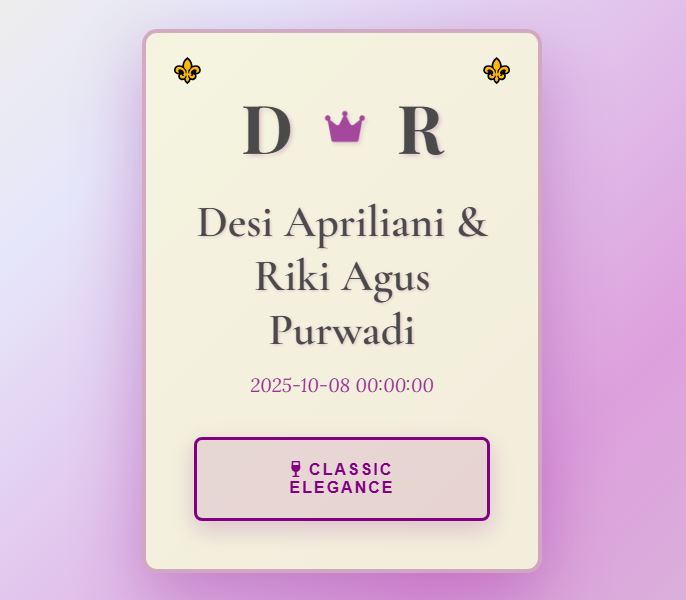 D R
Desi Apriliani &
Riki Agus
Purwadi
2025-10-08 00:00:00
CLASSIC
ELEGANCE